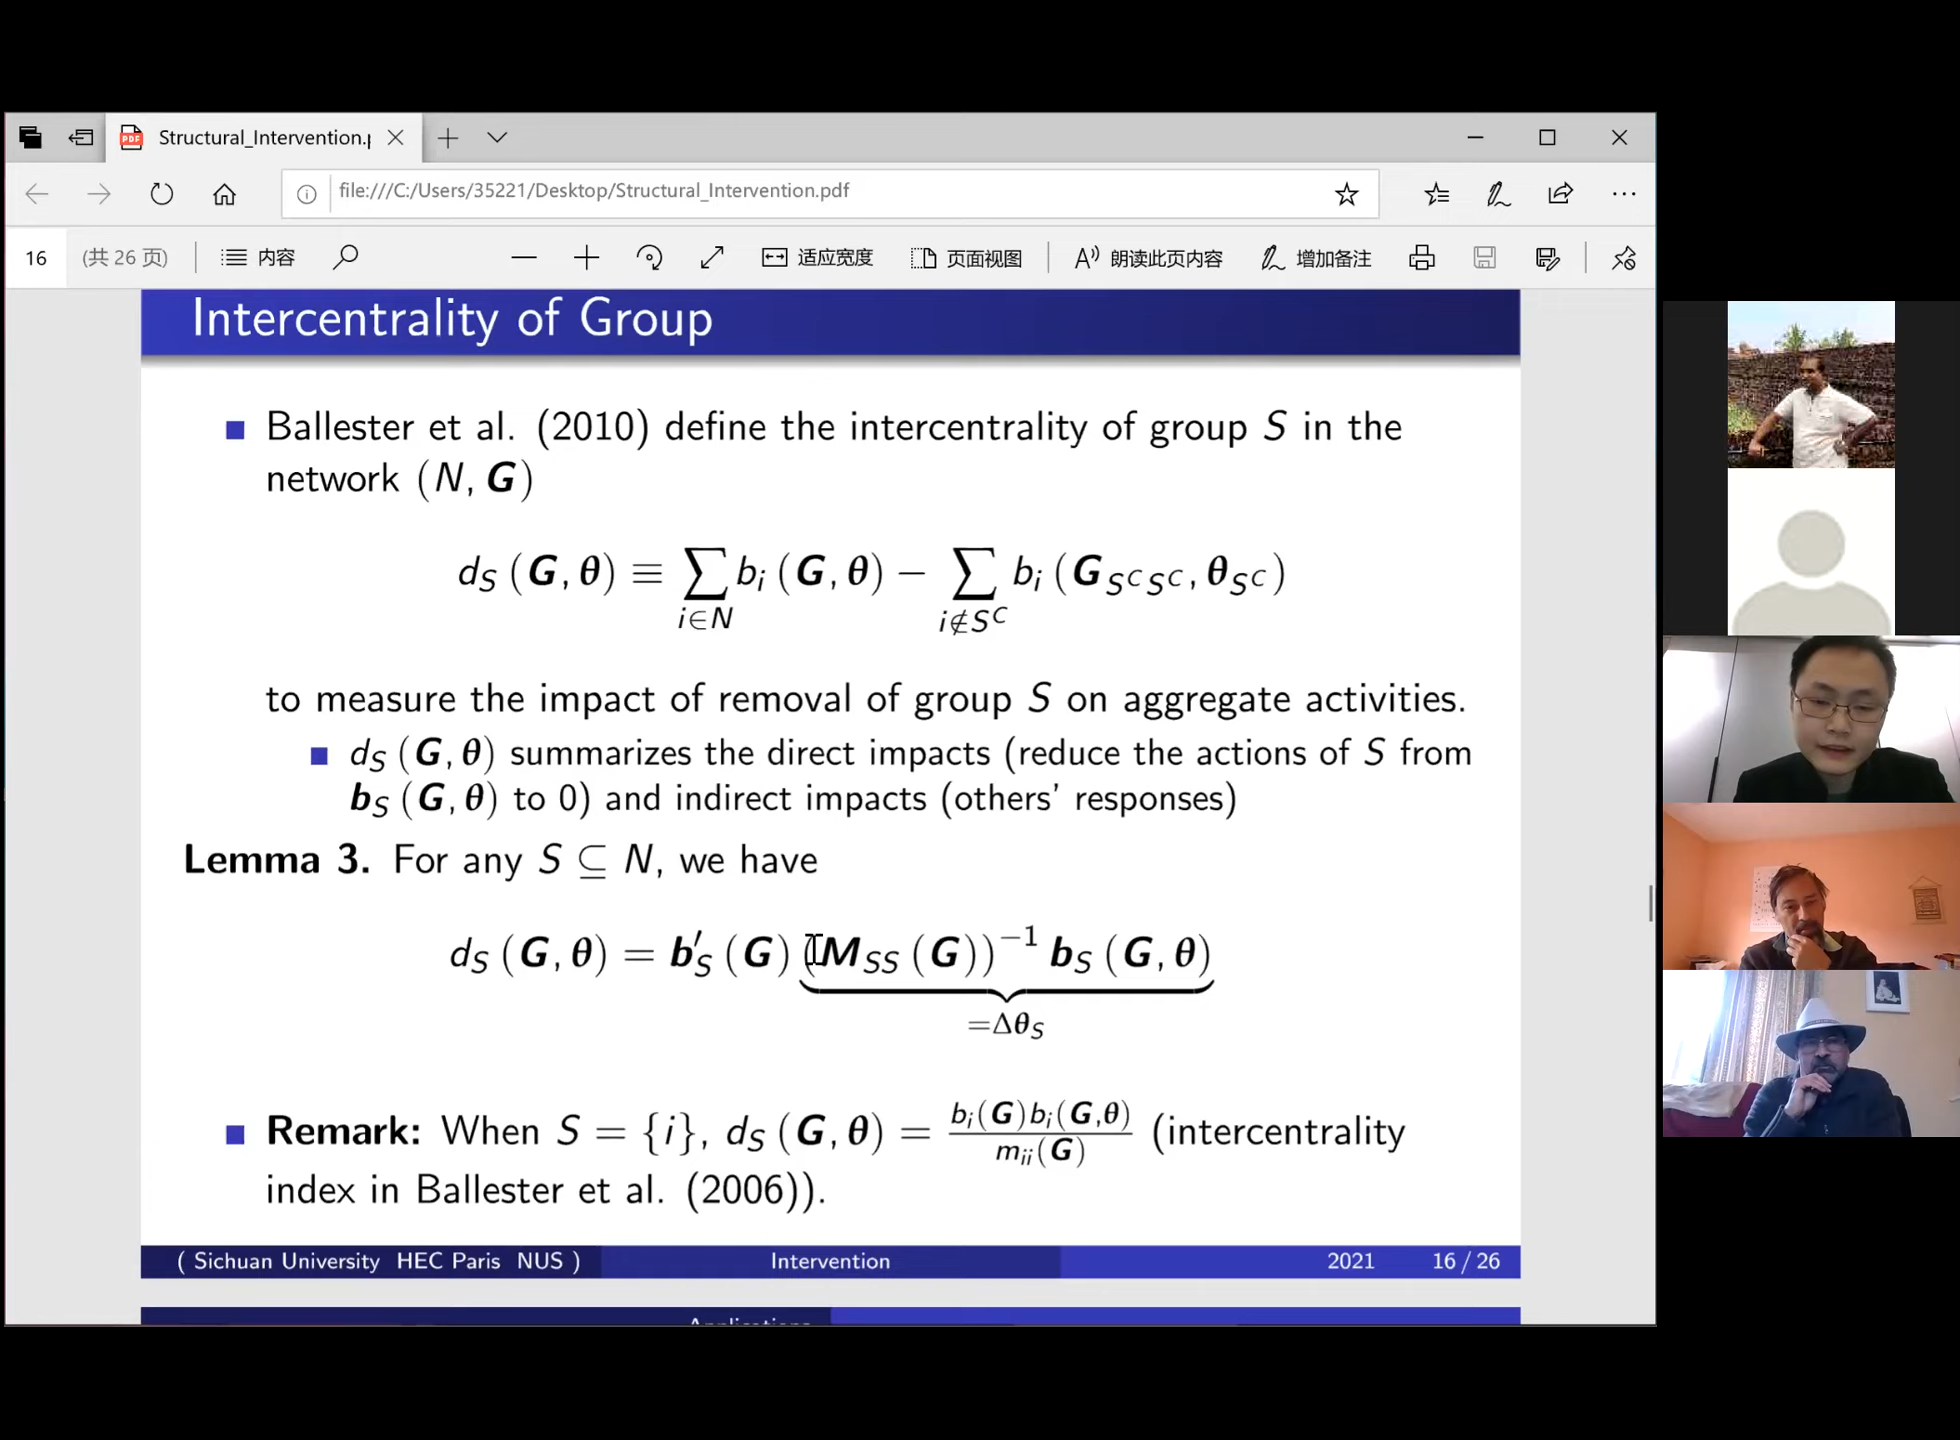 Structural_Intervention.p
file:///C:/Users/35221/Desktop/Structural_Intervention.pdf
16 (共 26 页) 内容 适应宽度 页面视图 A 朗读此页内容 增加备注
Intercentrality of Group
Ballester et al. (2010) define the intercentrality of group S in the
network (N, G)
d_S (G, θ) ≡ ∑_{i∈N} b_i (G, θ) − ∑_{i∉S^C} b_i (G_{S^C S^C}, θ_{S^C})
to measure the impact of removal of group S on aggregate activities.
d_S (G, θ) summarizes the direct impacts (reduce the actions of S from
b_S (G, θ) to 0) and indirect impacts (others' responses)
Lemma 3. For any S ⊆ N, we have
d_S (G, θ) = b′_S (G) (M_{SS} (G))^{−1} b_S (G, θ)
=Δθ_S
Remark: When S = {i}, d_S (G, θ) = b_i(G)b_i(G,θ) / m_{ii}(G) (intercentrality
index in Ballester et al. (2006)).
( Sichuan University HEC Paris NUS ) Intervention 2021 16 / 26
Applications